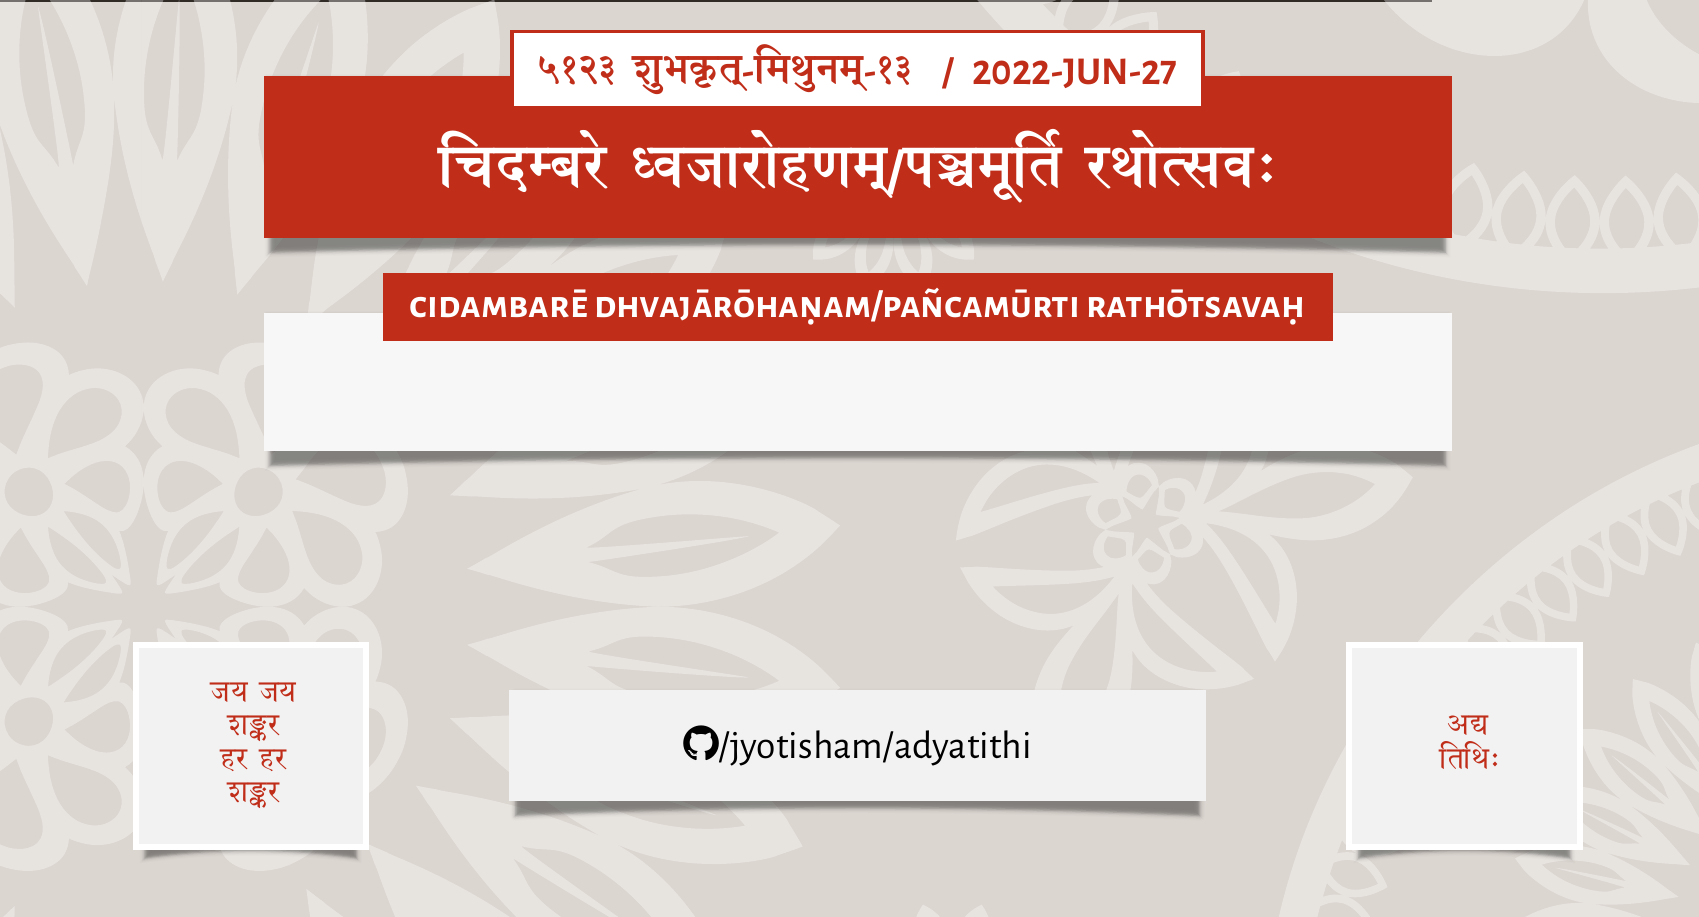 ५१२३ शुभकृत्-मिथुनम्-१३ / 2022-JUN-27
चिदम्बरे ध्वजारोहणम्/पञ्चमूर्ति रथोत्सवः
CIDAMBARĒ DHVAJĀRŌHAṆAM/PAÑCAMŪRTI RATHŌTSAVAḤ
जय जय
शङ्कर
हर हर
शङ्कर
/jyotisham/adyatithi
अद्य
तिथिः